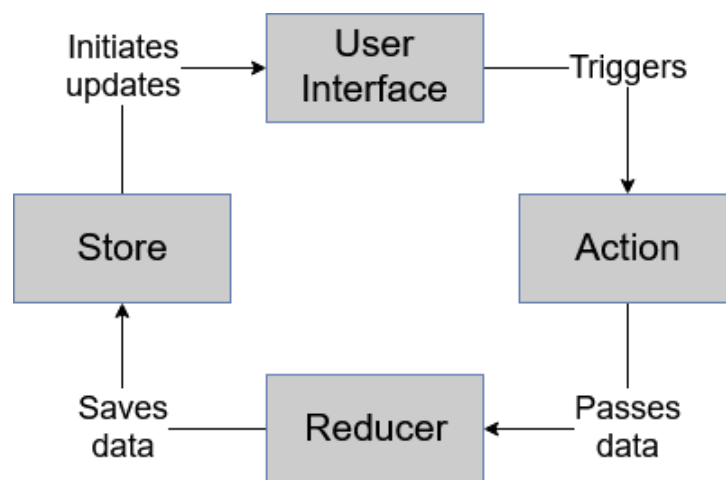 Initiates
updates
User
Interface
Triggers
Store
Action
Saves
data
Reducer
Passes
data